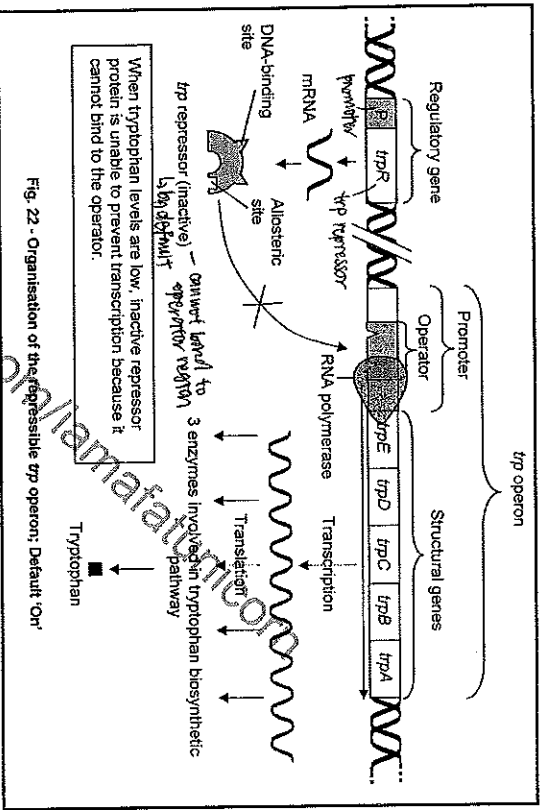 trp operon
Regulatory gene
Promoter
Operator
Structural genes
P
trpR
trpE
trpD
trpC
trpB
trpA
promoter
trp repressor
RNA polymerase
mRNA
Transcription
DNA-binding
site
Allosteric
site
Translation
trp repressor (inactive) – cannot bind to
operator region
↳ by default
3 enzymes involved in tryptophan biosynthetic
pathway
Tryptophan
When tryptophan levels are low, inactive repressor
protein is unable to prevent transcription because it
cannot bind to the operator.
Fig. 22 - Organisation of the repressible trp operon; Default 'On'
com/iamafatunicorn